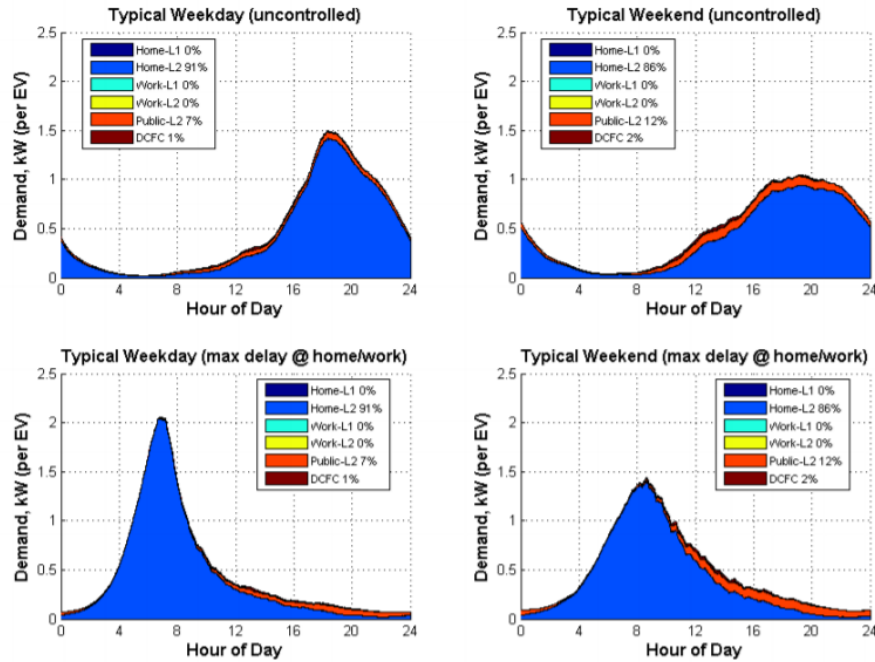 Typical Weekday (uncontrolled)
2.5
2
1.5
1
0.5
0
Demand, kW (per EV)
Home-L1 0%
Home-L2 91%
Work-L1 0%
Work-L2 0%
Public-L2 7%
DCFC 1%
0 4 8 12 16 20 24
Hour of Day
Typical Weekend (uncontrolled)
2.5
2
1.5
1
0.5
0
Demand, kW (per EV)
Home-L1 0%
Home-L2 86%
Work-L1 0%
Work-L2 0%
Public-L2 12%
DCFC 2%
0 4 8 12 16 20 24
Hour of Day
Typical Weekday (max delay @ home/work)
2.5
2
1.5
1
0.5
0
Demand, kW (per EV)
Home-L1 0%
Home-L2 91%
Work-L1 0%
Work-L2 0%
Public-L2 7%
DCFC 1%
0 4 8 12 16 20 24
Hour of Day
Typical Weekend (max delay @ home/work)
2.5
2
1.5
1
0.5
0
Demand, kW (per EV)
Home-L1 0%
Home-L2 86%
Work-L1 0%
Work-L2 0%
Public-L2 12%
DCFC 2%
0 4 8 12 16 20 24
Hour of Day